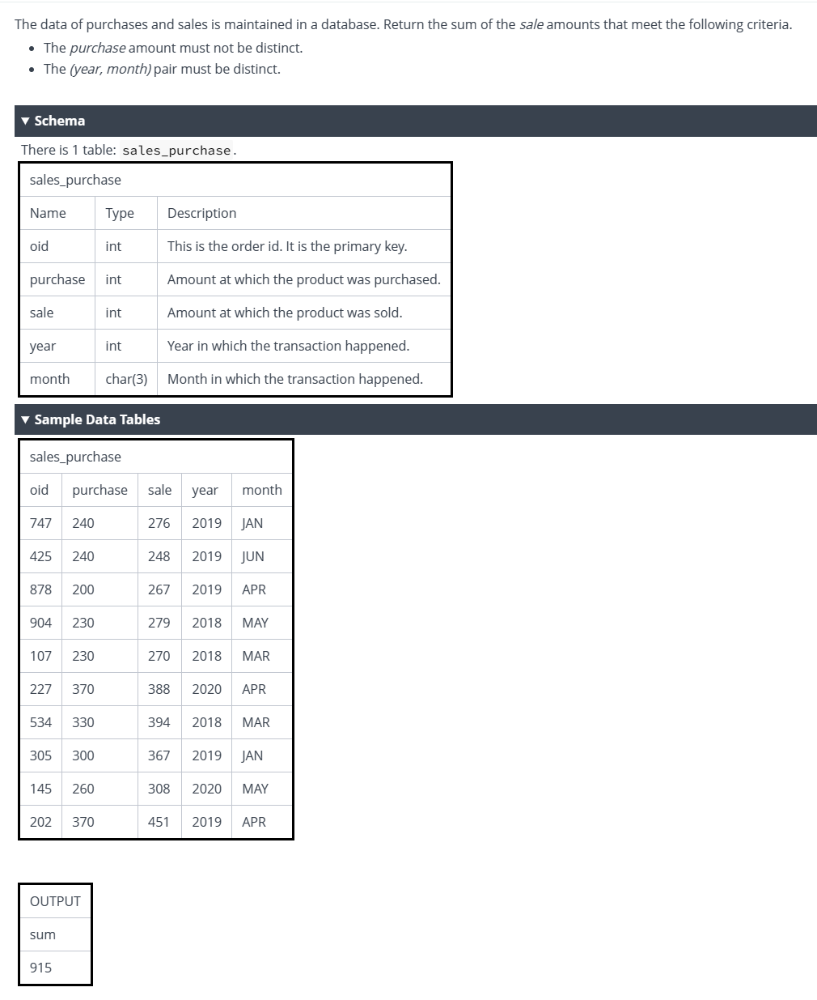 The data of purchases and sales is maintained in a database. Return the sum of the sale amounts that meet the following criteria.
• The purchase amount must not be distinct.
• The (year, month) pair must be distinct.
▼ Schema
There is 1 table: sales_purchase.
sales_purchase
Name Type Description
oid int This is the order id. It is the primary key.
purchase int Amount at which the product was purchased.
sale int Amount at which the product was sold.
year int Year in which the transaction happened.
month char(3) Month in which the transaction happened.
▼ Sample Data Tables
sales_purchase
oid purchase sale year month
747 240 276 2019 JAN
425 240 248 2019 JUN
878 200 267 2019 APR
904 230 279 2018 MAY
107 230 270 2018 MAR
227 370 388 2020 APR
534 330 394 2018 MAR
305 300 367 2019 JAN
145 260 308 2020 MAY
202 370 451 2019 APR
OUTPUT
sum
915